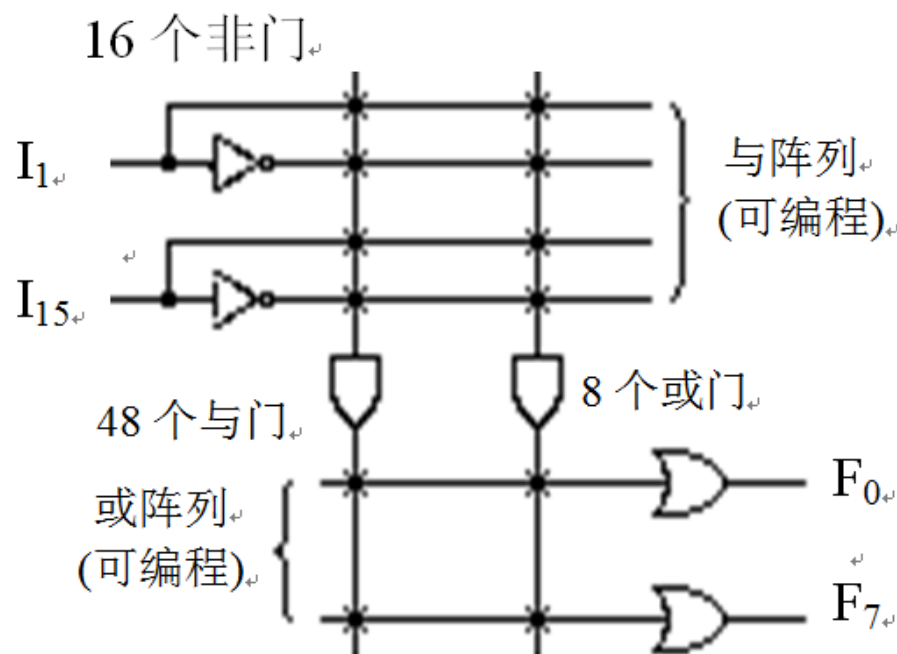 16 个非门
I₁
与阵列
(可编程)
I₁₅
48 个与门
8 个或门
或阵列
(可编程)
F₀
F₇